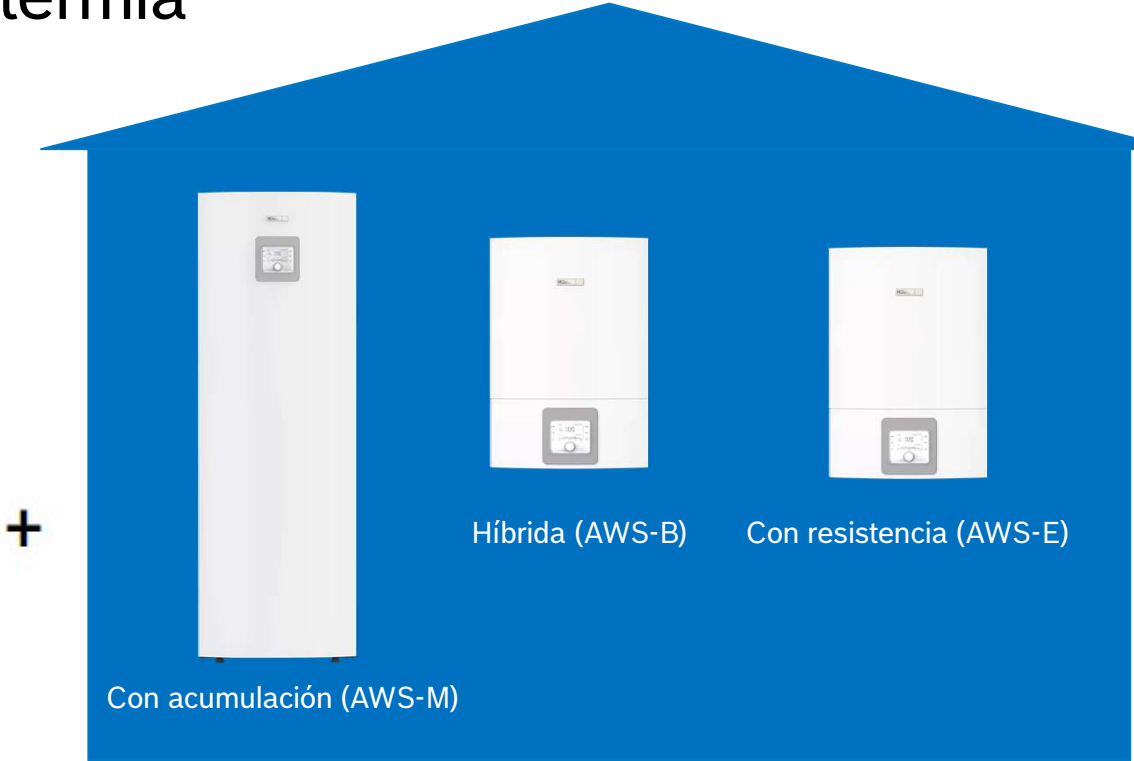 termia
+
Híbrida (AWS-B)
Con resistencia (AWS-E)
Con acumulación (AWS-M)